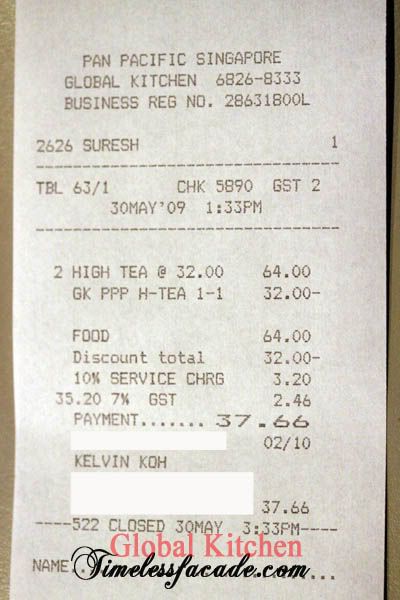 PAN PACIFIC SINGAPORE
GLOBAL KITCHEN 6826-8333
BUSINESS REG NO. 28631800L
2626 SURESH 1
TBL 63/1 CHK 5890 GST 2
30MAY'09 1:33PM
2 HIGH TEA @ 32.00 64.00
GK PPP H-TEA 1-1 32.00-
FOOD 64.00
Discount total 32.00-
10% SERVICE CHRG 3.20
35.20 7% GST 2.46
PAYMENT....... 37.66
02/10
KELVIN KOH
37.66
----522 CLOSED 30MAY 3:33PM----
Global Kitchen
NAME..
Timelessfacade.com